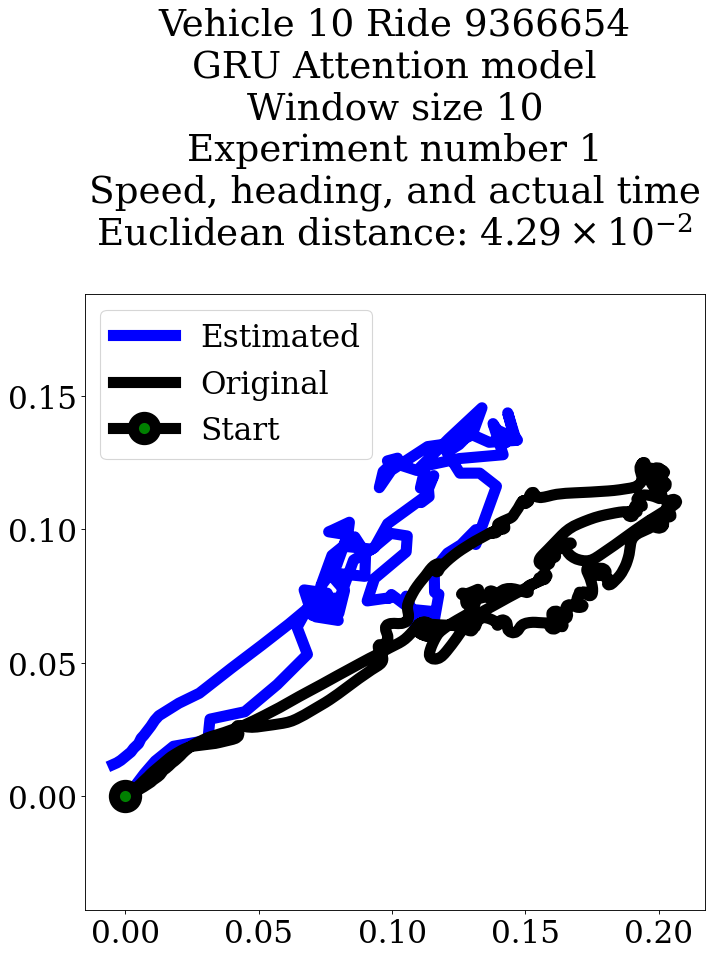 Vehicle 10 Ride 9366654
GRU Attention model
Window size 10
Experiment number 1
Speed, heading, and actual time
Euclidean distance: 4.29 × 10⁻²
Estimated
Original
Start
0.15
0.10
0.05
0.00
0.00 0.05 0.10 0.15 0.20